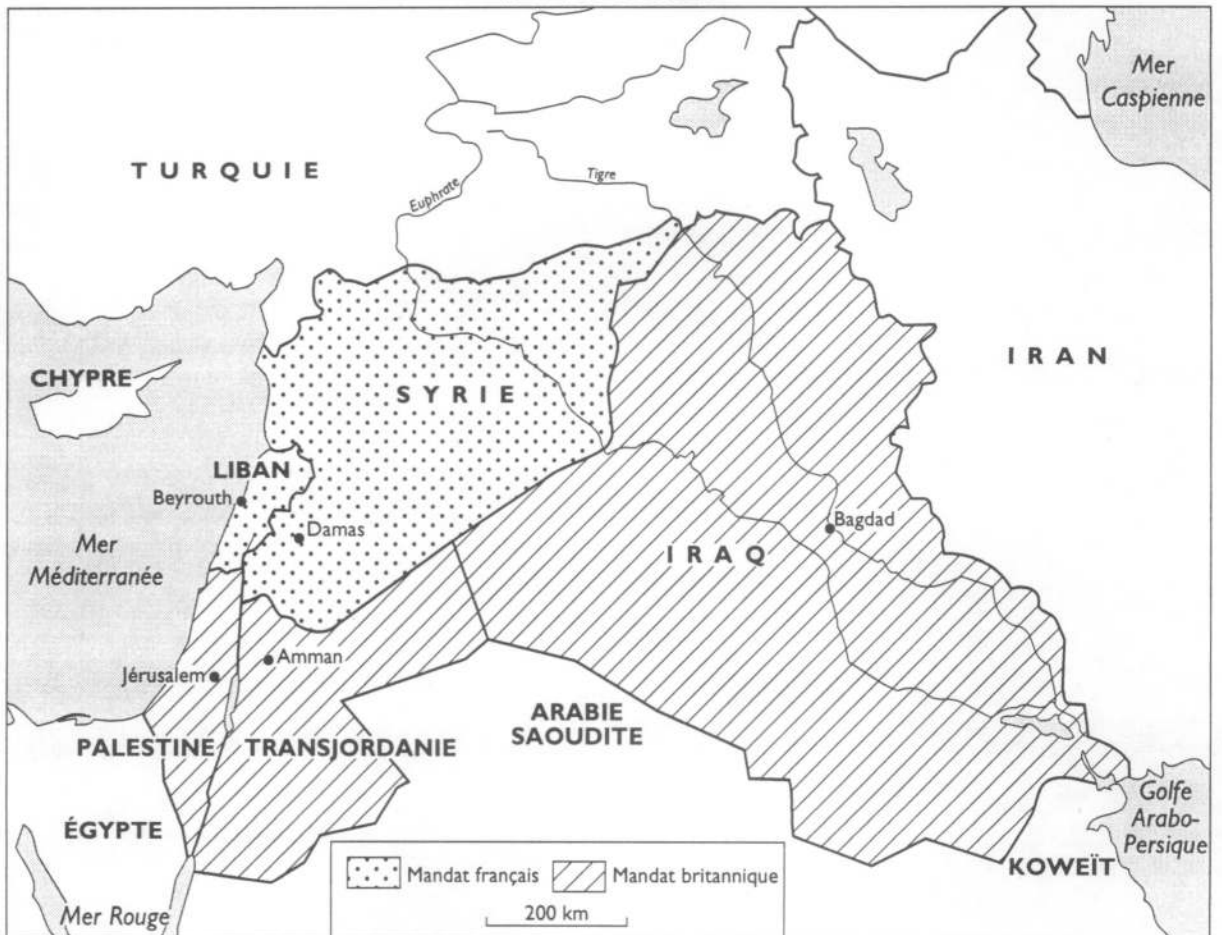 Mer
Caspienne
TURQUIE
Euphrate
Tigre
IRAN
CHYPRE
SYRIE
LIBAN
Beyrouth
Damas
Bagdad
IRAQ
Mer
Méditerranée
Amman
Jérusalem
ARABIE
SAOUDITE
PALESTINE
TRANSJORDANIE
ÉGYPTE
Golfe
Arabo-
Persique
KOWEÏT
Mandat français
Mandat britannique
200 km
Mer Rouge